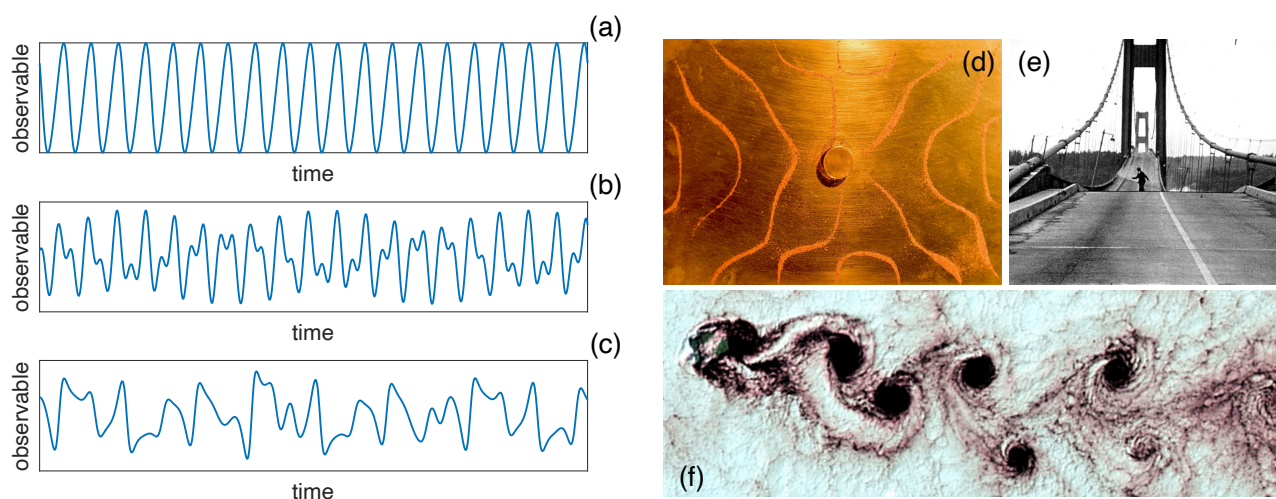 (a)
observable
time
(b)
observable
time
(c)
observable
time
(d)
(e)
(f)